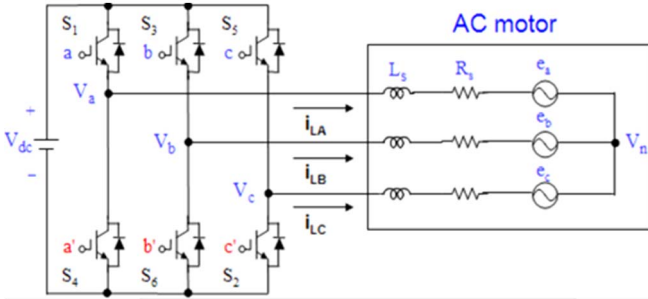 S1 S3 S5
AC motor
a b c
Ls Rs ea
Va
+
iLA
eb
Vdc
Vb
Vn
−
iLB
ec
Vc
iLC
a' b' c'
S4 S6 S2